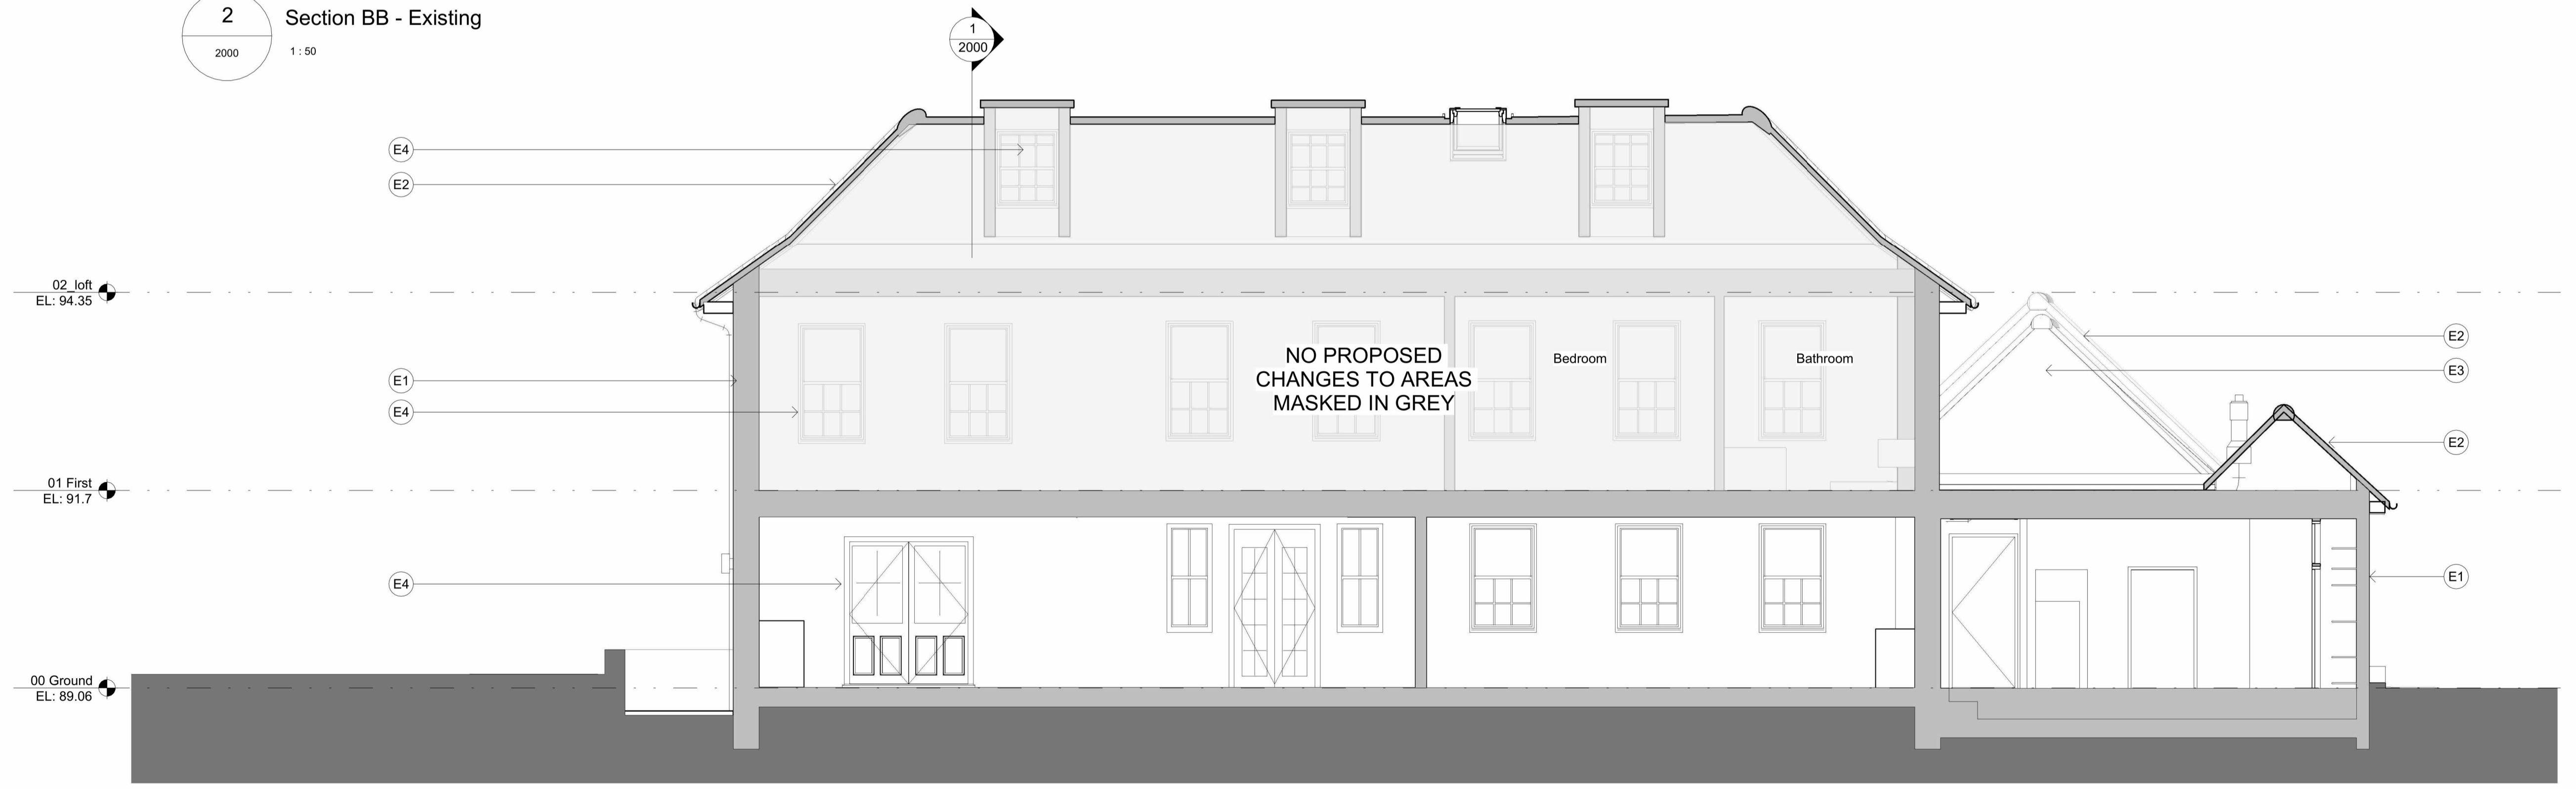 2
2000
Section BB - Existing
1 : 50
1
2000
E4
E2
02_loft
EL: 94.35
E2
E3
E1
E4
NO PROPOSED
CHANGES TO AREAS
MASKED IN GREY
Bedroom
Bathroom
E2
01 First
EL: 91.7
E4
E1
00 Ground
EL: 89.06